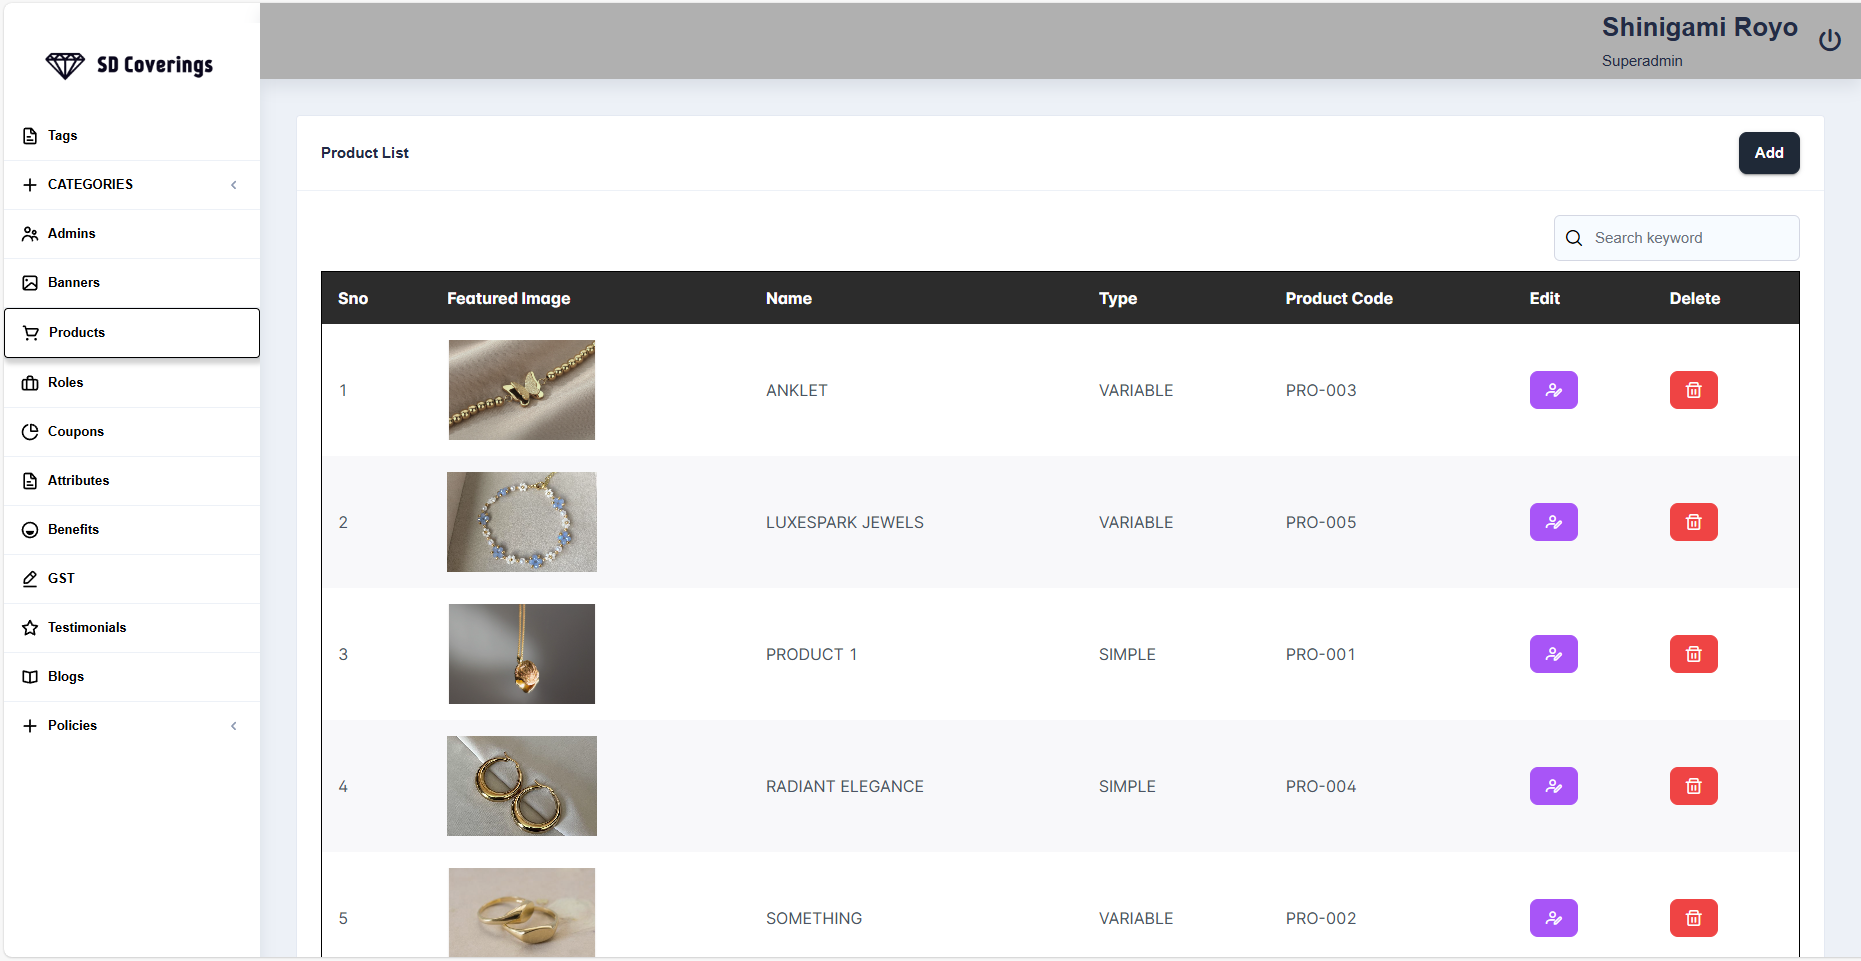 SD Coverings
Shinigami Royo
Superadmin
Tags
CATEGORIES
Admins
Banners
Products
Roles
Coupons
Attributes
Benefits
GST
Testimonials
Blogs
Policies
Product List
Add
Search keyword
Sno Featured Image Name Type Product Code Edit Delete
1 ANKLET VARIABLE PRO-003
2 LUXESPARK JEWELS VARIABLE PRO-005
3 PRODUCT 1 SIMPLE PRO-001
4 RADIANT ELEGANCE SIMPLE PRO-004
5 SOMETHING VARIABLE PRO-002